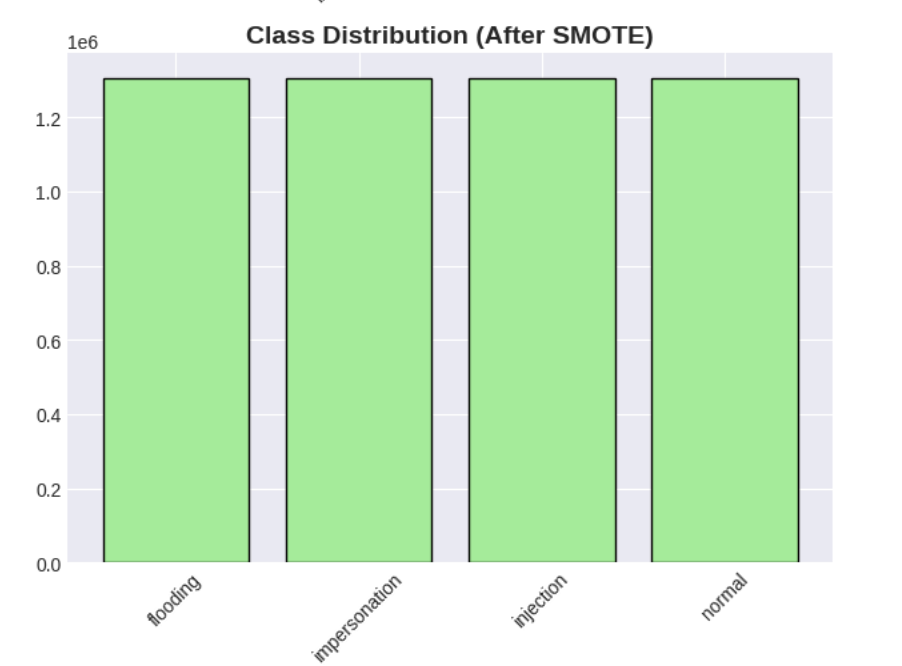 Class Distribution (After SMOTE)
1e6
1.2
1.0
0.8
0.6
0.4
0.2
0.0
flooding
impersonation
injection
normal